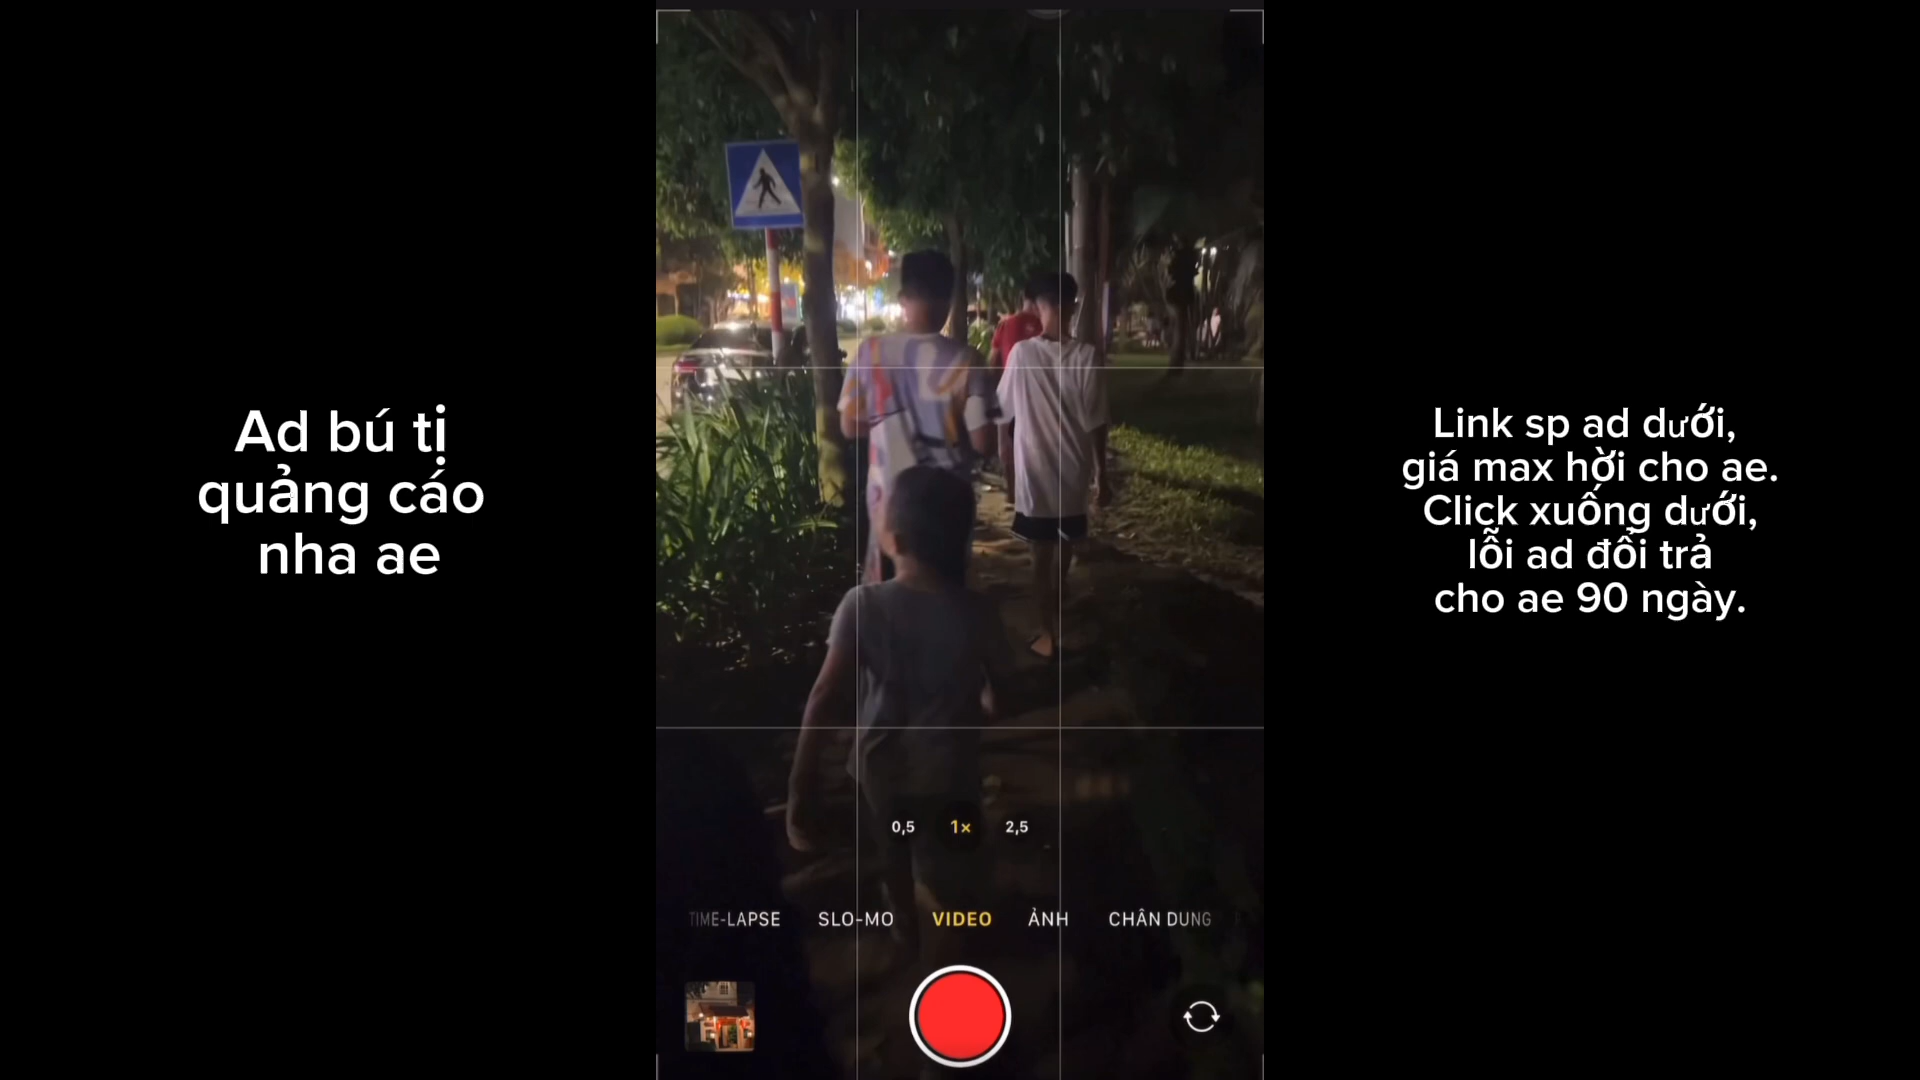 Ad bú tị
quảng cáo
nha ae
Link sp ad dưới,
giá max hời cho ae.
Click xuống dưới,
lỗi ad đổi trả
cho ae 90 ngày.
0,5 1× 2,5
TIME-LAPSE SLO-MO VIDEO ẢNH CHÂN DUNG